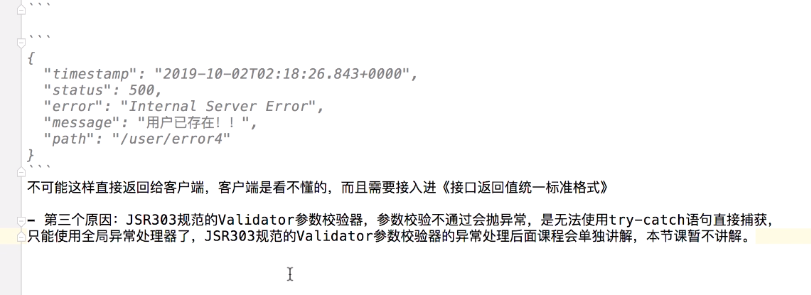 ```
```
{
"timestamp": "2019-10-02T02:18:26.843+0000",
"status": 500,
"error": "Internal Server Error",
"message": "用户已存在！！",
"path": "/user/error4"
}
```
不可能这样直接返回给客户端，客户端是看不懂的，而且需要接入进《接口返回值统一标准格式》
- 第三个原因：JSR303规范的Validator参数校验器，参数校验不通过会抛异常，是无法使用try-catch语句直接捕获，
只能使用全局异常处理器了，JSR303规范的Validator参数校验器的异常处理后面课程会单独讲解，本节课暂不讲解。